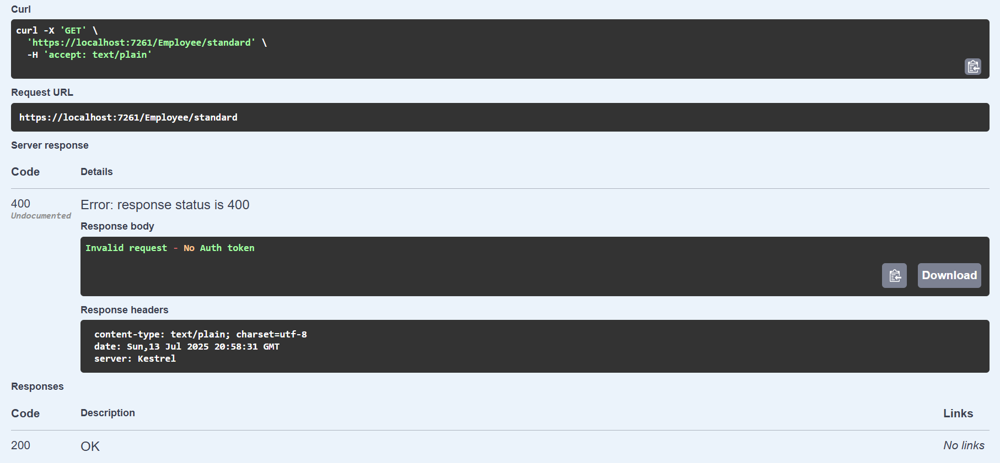 Curl
curl -X 'GET' \
'https://localhost:7261/Employee/standard' \
-H 'accept: text/plain'
Request URL
https://localhost:7261/Employee/standard
Server response
Code Details
400 Error: response status is 400
Undocumented
Response body
Invalid request - No Auth token
Download
Response headers
content-type: text/plain; charset=utf-8
date: Sun,13 Jul 2025 20:58:31 GMT
server: Kestrel
Responses
Code Description Links
200 OK No links